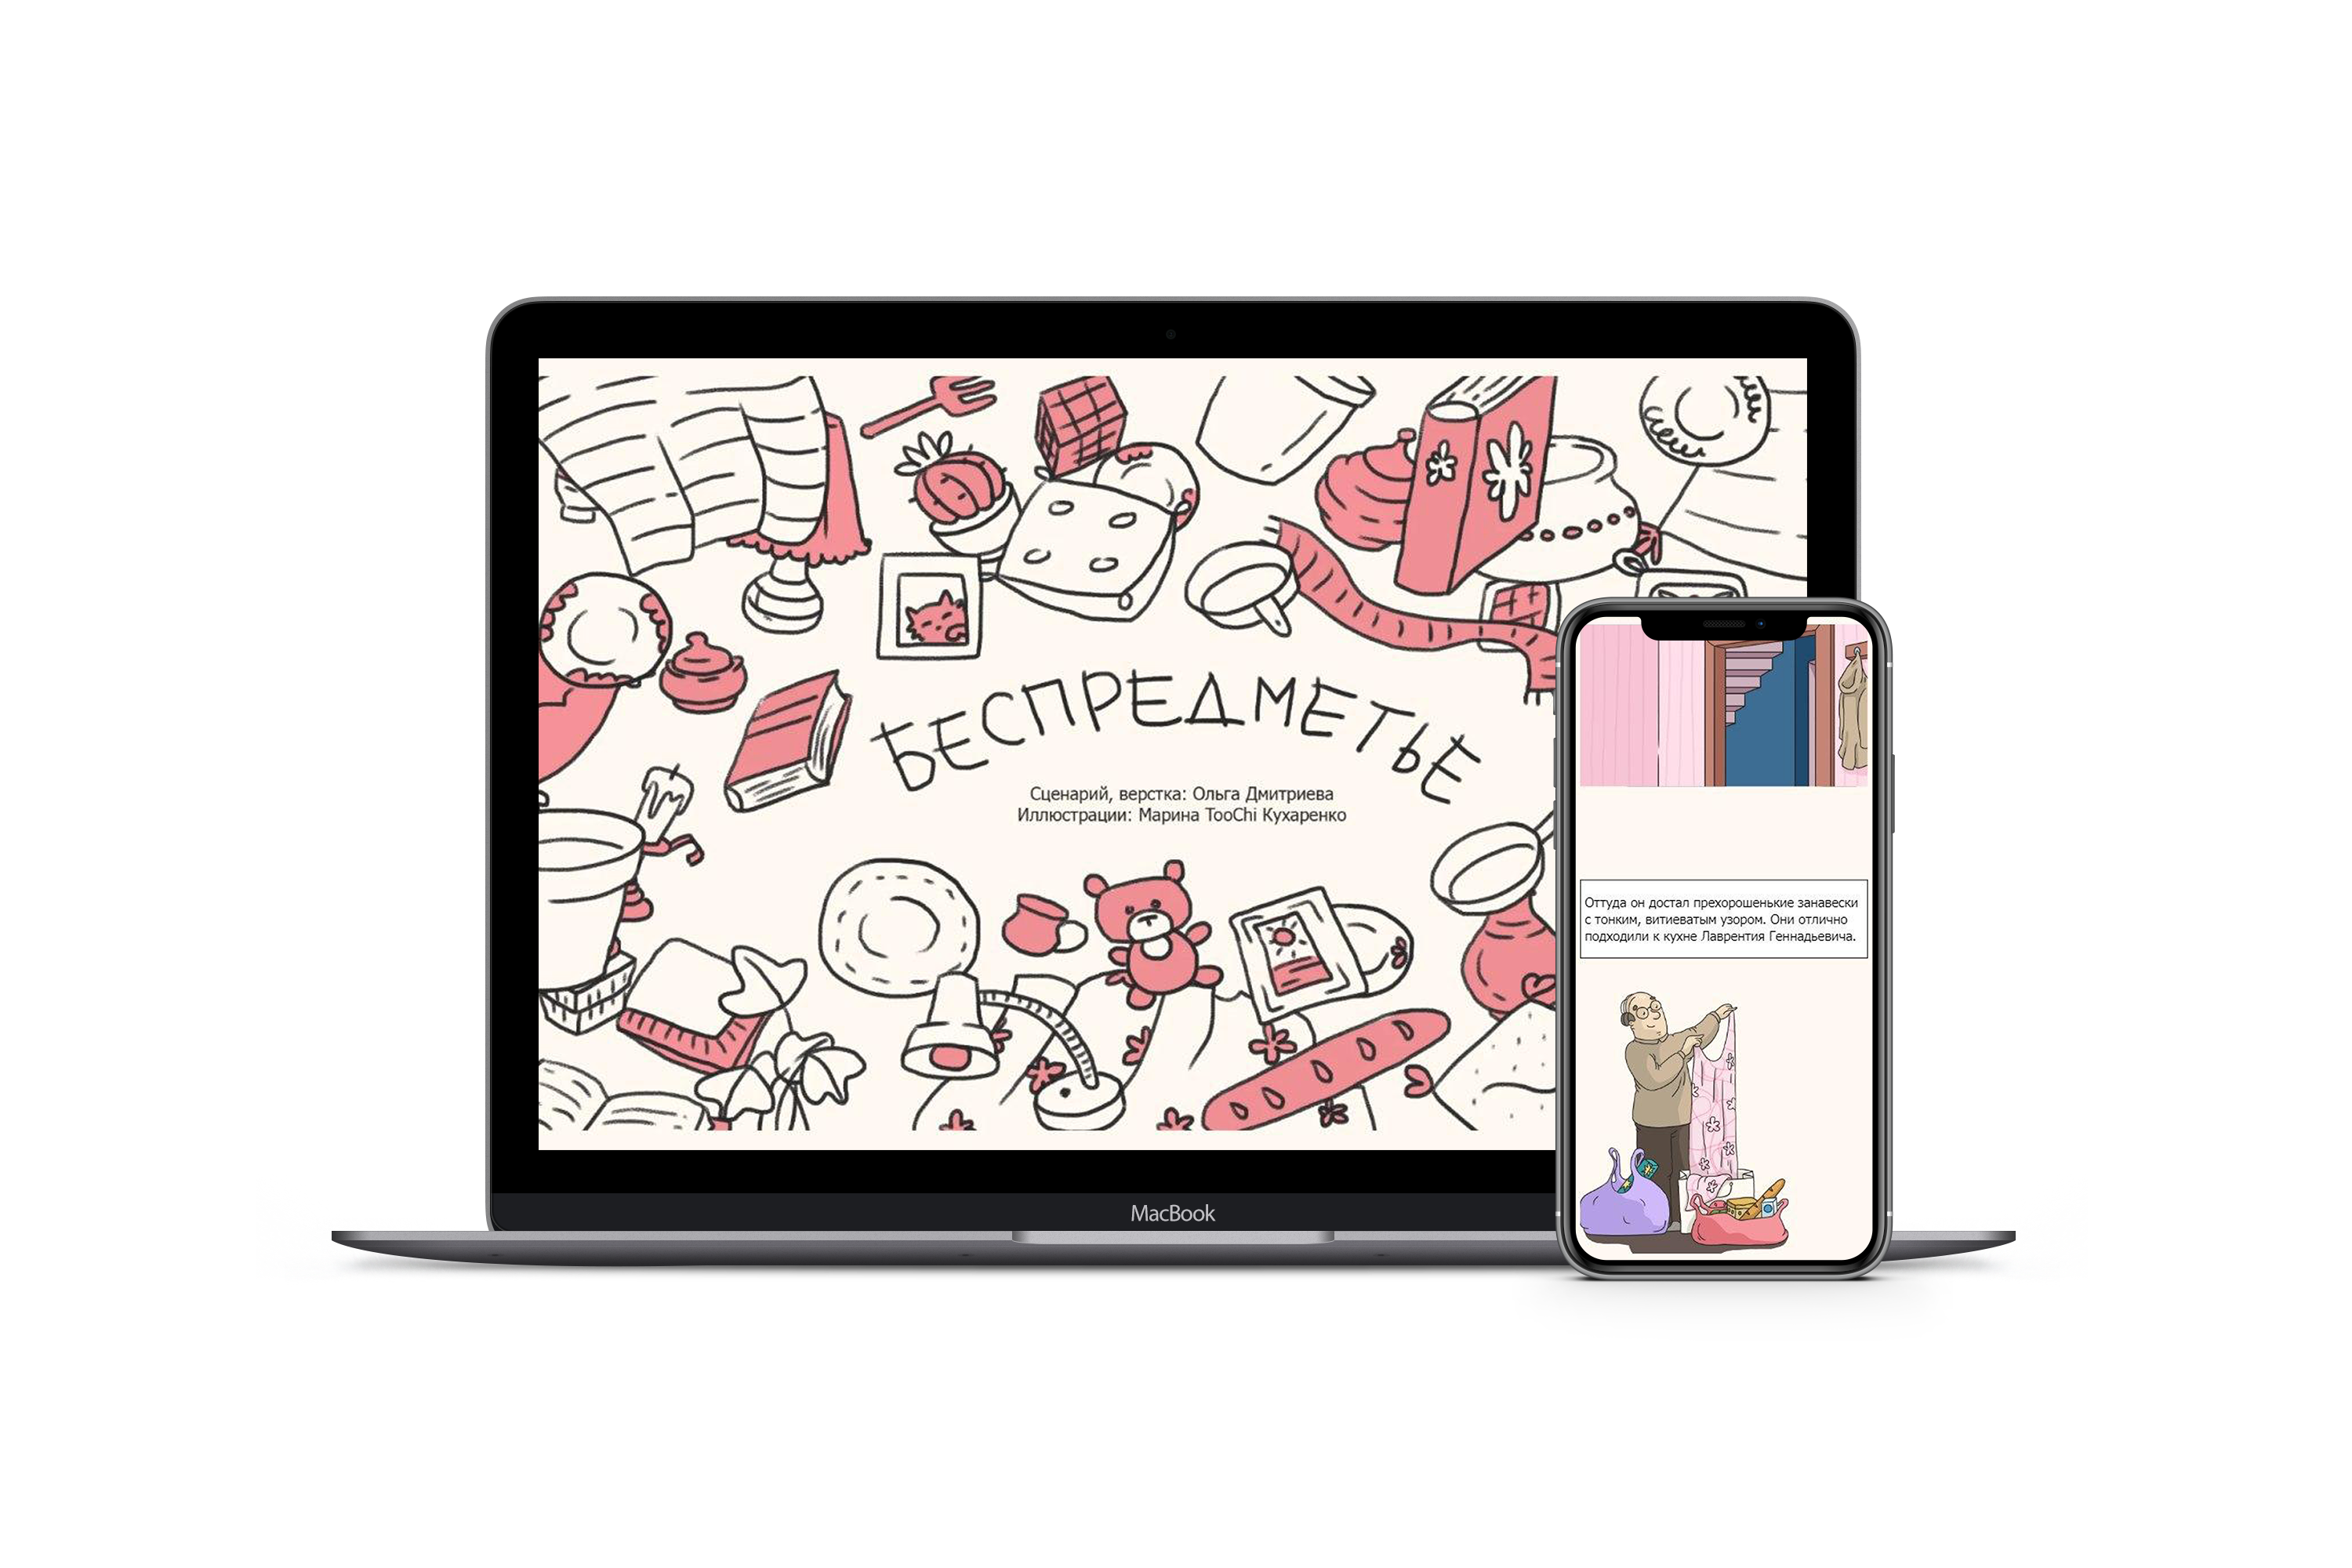 БЕСПРЕДМЕТЬЕ
Сценарий, верстка: Ольга Дмитриева
Иллюстрации: Марина TooChi Кухаренко
MacBook
Оттуда он достал прехорошенькие занавески
с тонким, витиеватым узором. Они отлично
подходили к кухне Лаврентия Геннадьевича.